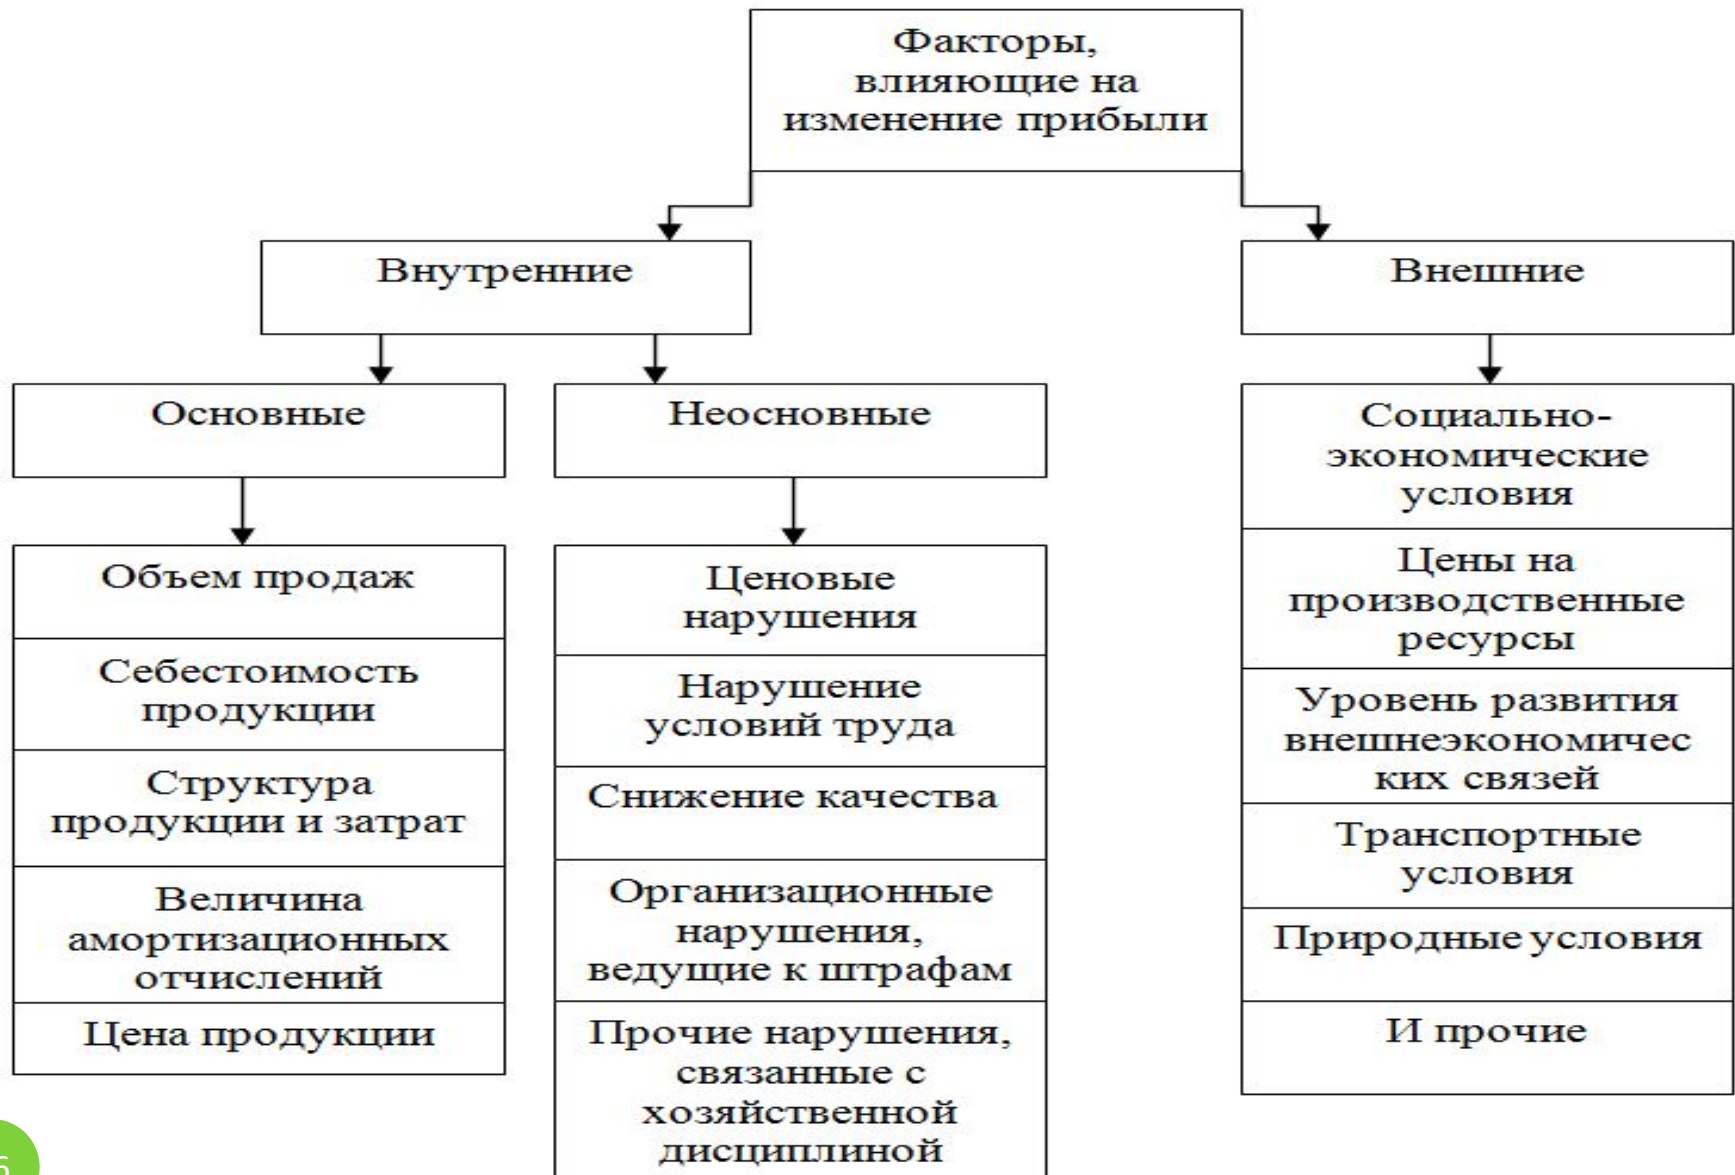 Факторы,
влияющие на
изменение прибыли
Внутренние
Внешние
Основные
Неосновные
Объем продаж
Себестоимость
продукции
Структура
продукции и затрат
Величина
амортизационных
отчислений
Цена продукции
Ценовые
нарушения
Нарушение
условий труда
Снижение качества
Организационные
нарушения,
ведущие к штрафам
Прочие нарушения,
связанные с
хозяйственной
дисциплиной
Социально-
экономические
условия
Цены на
производственные
ресурсы
Уровень развития
внешнеэкономичес
ких связей
Транспортные
условия
Природные условия
И прочие